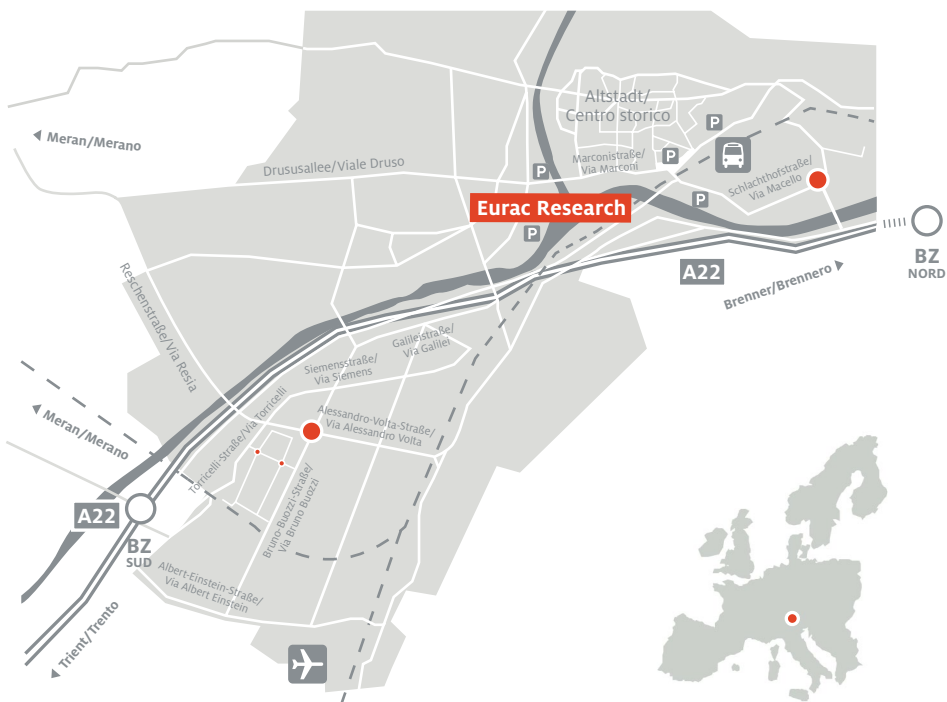 Altstadt/
Centro storico
P
Meran/Merano
Marconistraße/
Via Marconi
P
P
Drususallee/Viale Druso
Schlachthofstraße/
Via Macello
Eurac Research
P
P
BZ
NORD
A22
Brenner/Brennero
Reschenstraße/Via Resia
Galileistraße/
Via Galilei
Siemensstraße/
Via Siemens
Meran/Merano
Torricelli-Straße/Via Torricelli
Alessandro-Volta-Straße/
Via Alessandro Volta
Bruno-Buozzi-Straße/
Via Bruno Buozzi
A22
BZ
SUD
Albert-Einstein-Straße/
Via Albert Einstein
Trient/Trento